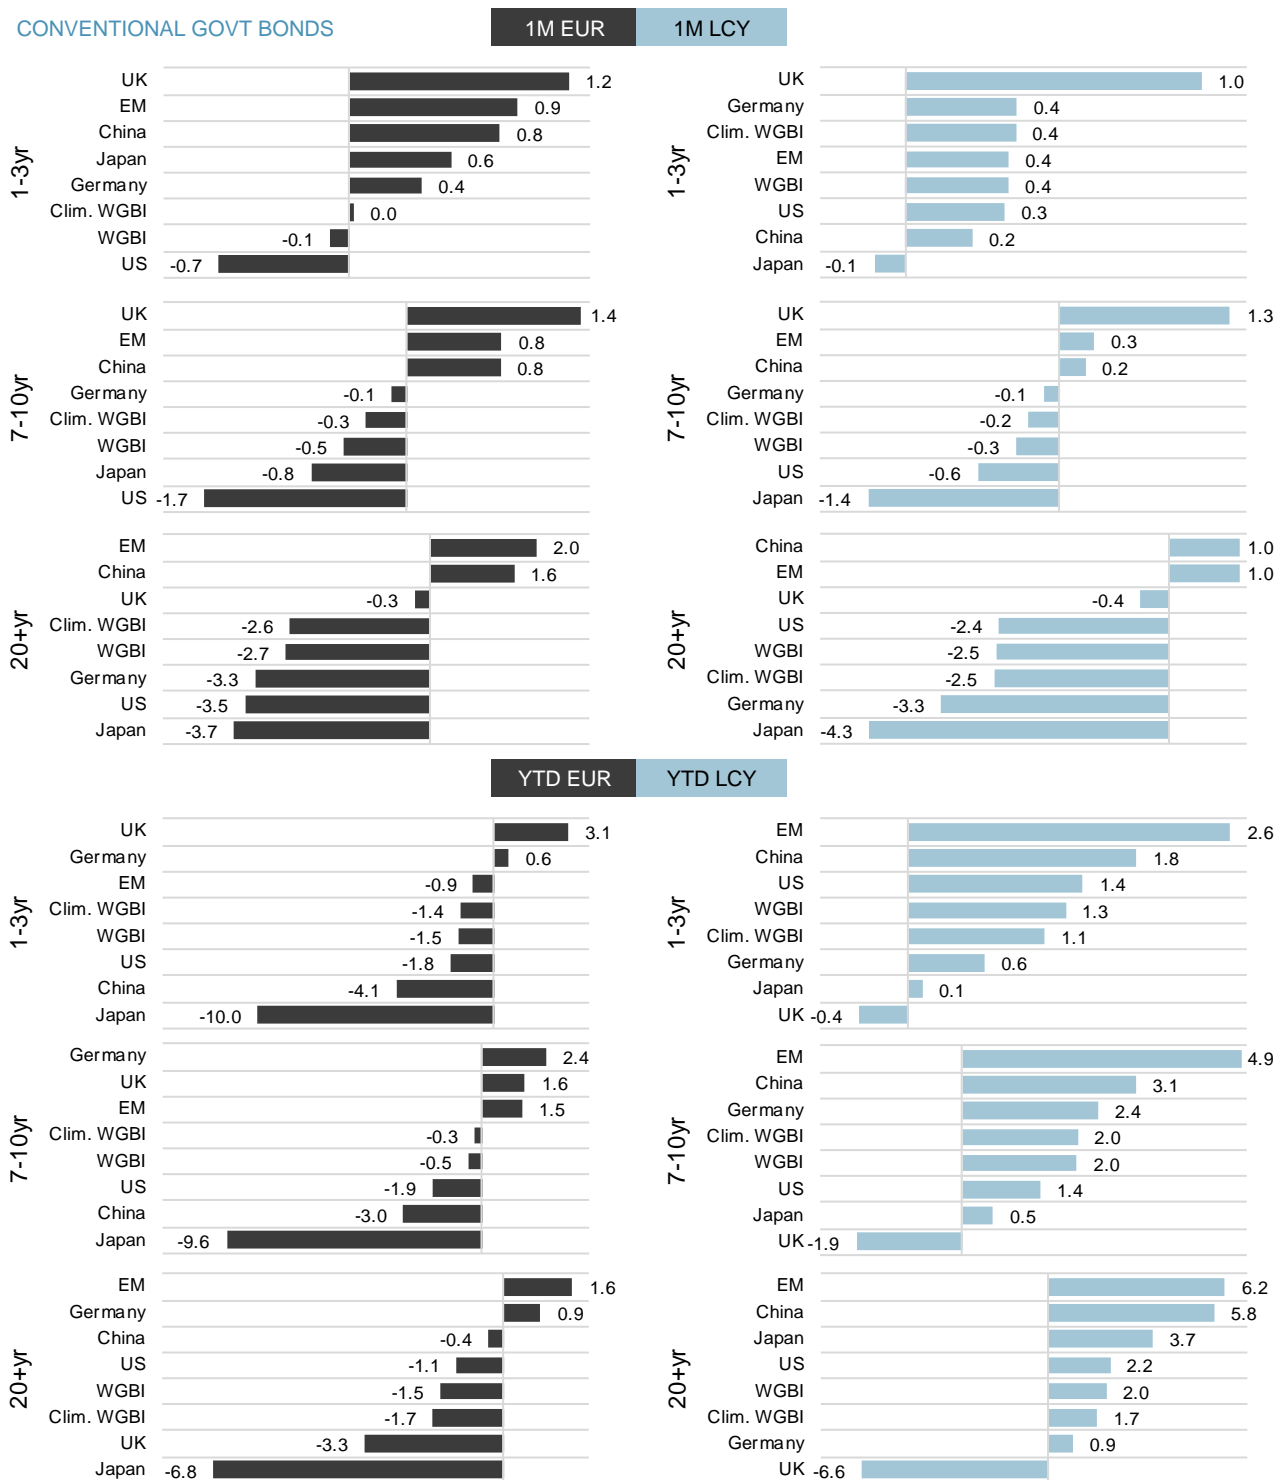 CONVENTIONAL GOVT BONDS
1M EUR 1M LCY
1-3yr
UK 1.2
EM 0.9
China 0.8
Japan 0.6
Germany 0.4
Clim. WGBI 0.0
WGBI -0.1
US -0.7
1-3yr
UK 1.0
Germany 0.4
Clim. WGBI 0.4
EM 0.4
WGBI 0.4
US 0.3
China 0.2
Japan -0.1
7-10yr
UK 1.4
EM 0.8
China 0.8
Germany -0.1
Clim. WGBI -0.3
WGBI -0.5
Japan -0.8
US -1.7
7-10yr
UK 1.3
EM 0.3
China 0.2
Germany -0.1
Clim. WGBI -0.2
WGBI -0.3
US -0.6
Japan -1.4
20+yr
EM 2.0
China 1.6
UK -0.3
Clim. WGBI -2.6
WGBI -2.7
Germany -3.3
US -3.5
Japan -3.7
20+yr
China 1.0
EM 1.0
UK -0.4
US -2.4
WGBI -2.5
Clim. WGBI -2.5
Germany -3.3
Japan -4.3
YTD EUR YTD LCY
1-3yr
UK 3.1
Germany 0.6
EM -0.9
Clim. WGBI -1.4
WGBI -1.5
US -1.8
China -4.1
Japan -10.0
1-3yr
EM 2.6
China 1.8
US 1.4
WGBI 1.3
Clim. WGBI 1.1
Germany 0.6
Japan 0.1
UK -0.4
7-10yr
Germany 2.4
UK 1.6
EM 1.5
Clim. WGBI -0.3
WGBI -0.5
US -1.9
China -3.0
Japan -9.6
7-10yr
EM 4.9
China 3.1
Germany 2.4
Clim. WGBI 2.0
WGBI 2.0
US 1.4
Japan 0.5
UK -1.9
20+yr
EM 1.6
Germany 0.9
China -0.4
US -1.1
WGBI -1.5
Clim. WGBI -1.7
UK -3.3
Japan -6.8
20+yr
EM 6.2
China 5.8
Japan 3.7
US 2.2
WGBI 2.0
Clim. WGBI 1.7
Germany 0.9
UK -6.6